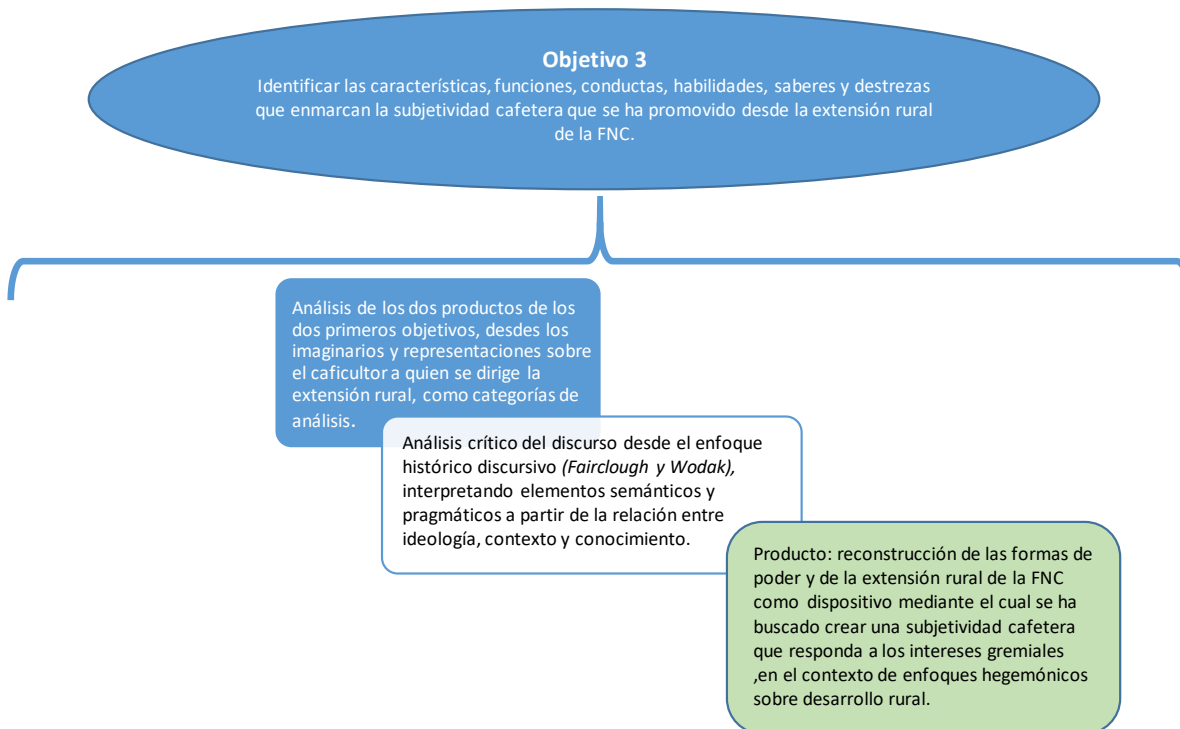 Objetivo 3
Identificar las características, funciones, conductas, habilidades, saberes y destrezas
que enmarcan la subjetividad cafetera que se ha promovido desde la extensión rural
de la FNC.
Análisis de los dos productos de los
dos primeros objetivos, desdes los
imaginarios y representaciones sobre
el caficultor a quien se dirige la
extensión rural, como categorías de
análisis.
Análisis crítico del discurso desde el enfoque
histórico discursivo (Fairclough y Wodak),
interpretando elementos semánticos y
pragmáticos a partir de la relación entre
ideología, contexto y conocimiento.
Producto: reconstrucción de las formas de
poder y de la extensión rural de la FNC
como dispositivo mediante el cual se ha
buscado crear una subjetividad cafetera
que responda a los intereses gremiales
,en el contexto de enfoques hegemónicos
sobre desarrollo rural.